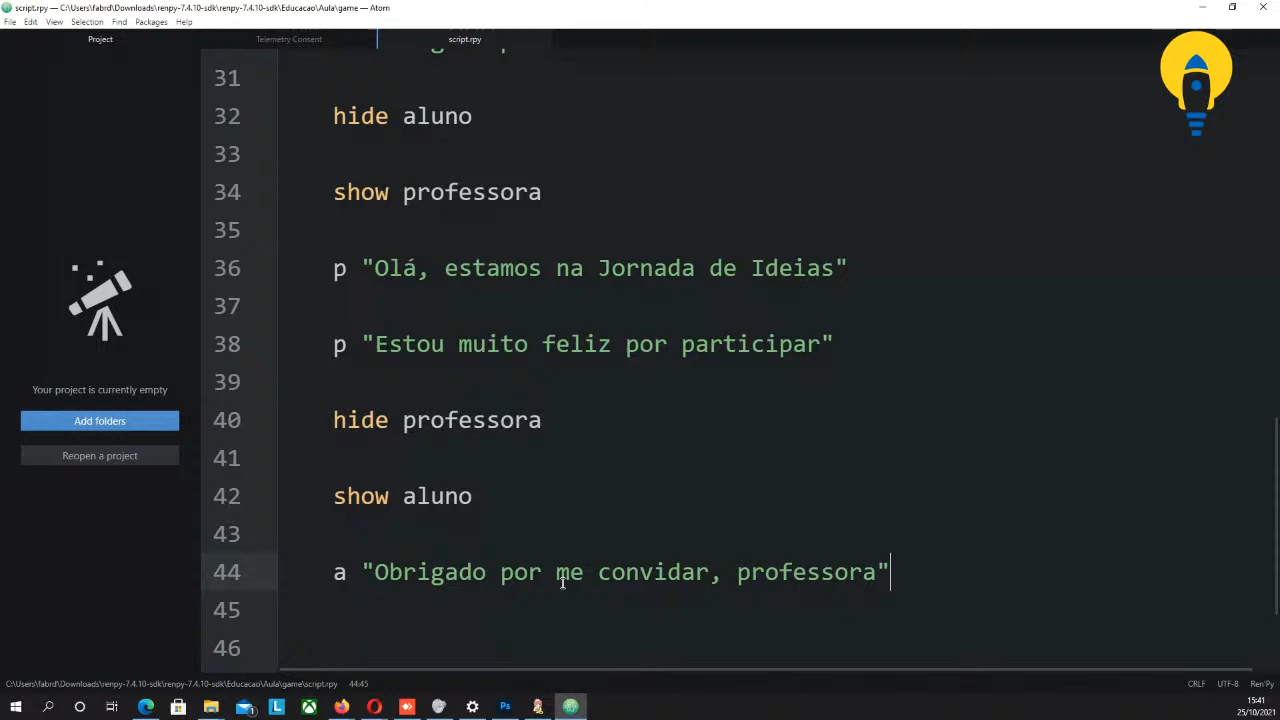 script.rpy — C:\Users\fabrd\Downloads\renpy-7.4.10-sdk\renpy-7.4.10-sdk\Educacao\Aula\game — Atom
File Edit View Selection Find Packages Help
Project
Telemetry Consent
script.rpy
31
32 hide aluno
33
34 show professora
35
36 p "Olá, estamos na Jornada de Ideias"
37
38 p "Estou muito feliz por participar"
39
40 hide professora
41
42 show aluno
43
44 a "Obrigado por me convidar, professora"
45
46
Your project is currently empty
Add folders
Reopen a project
C:\Users\fabrd\Downloads\renpy-7.4.10-sdk\renpy-7.4.10-sdk\Educacao\Aula\game\script.rpy 44:45
CRLF UTF-8 Ren'Py
L
Ps
15:41
25/10/2021